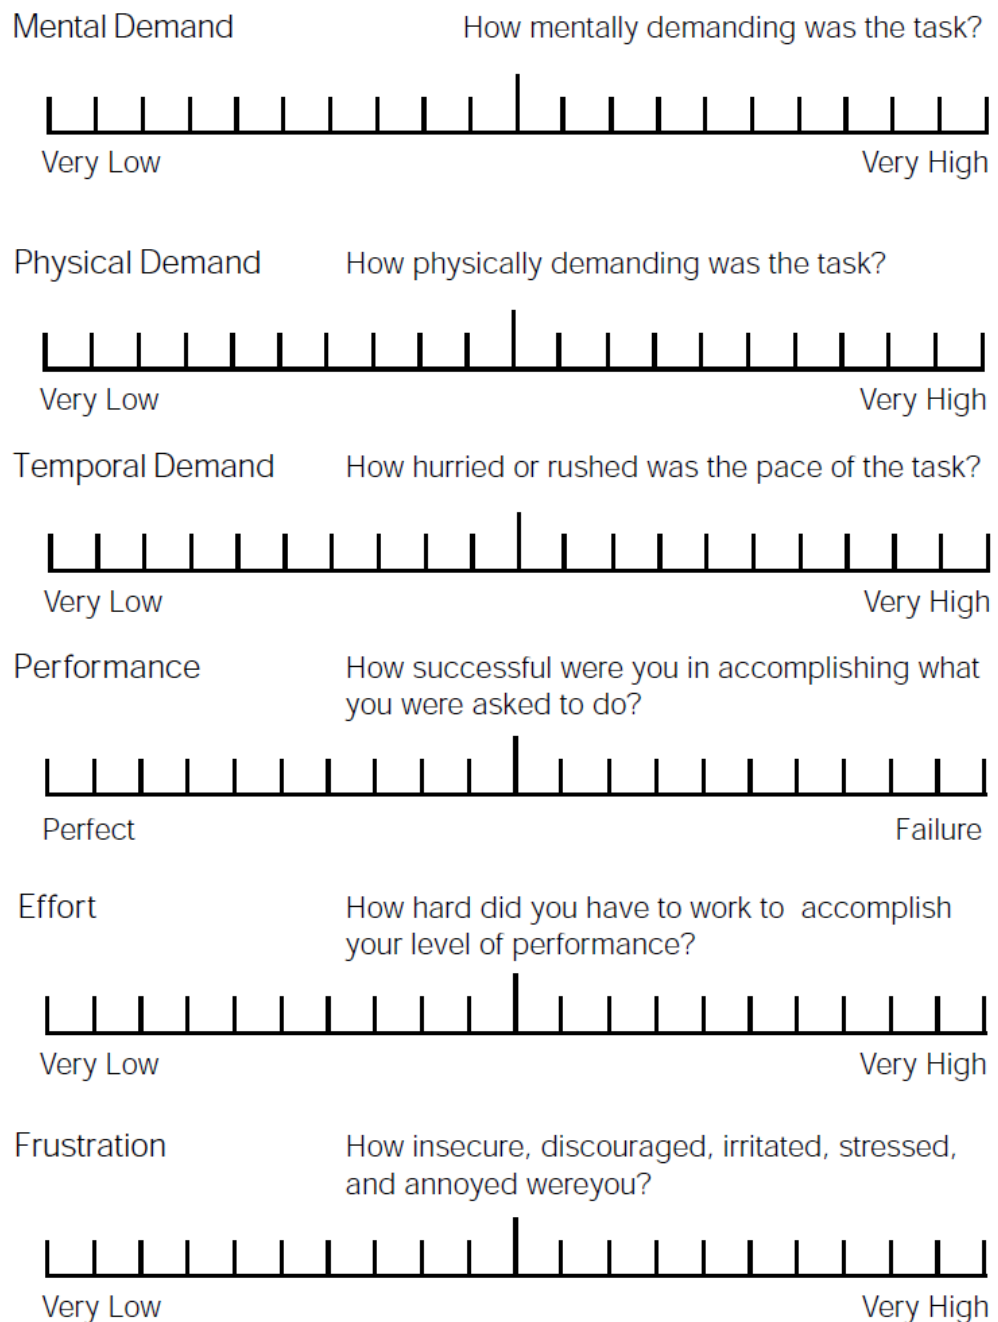 Mental Demand How mentally demanding was the task?
Very Low Very High
Physical Demand How physically demanding was the task?
Very Low Very High
Temporal Demand How hurried or rushed was the pace of the task?
Very Low Very High
Performance How successful were you in accomplishing what
you were asked to do?
Perfect Failure
Effort How hard did you have to work to accomplish
your level of performance?
Very Low Very High
Frustration How insecure, discouraged, irritated, stressed,
and annoyed wereyou?
Very Low Very High